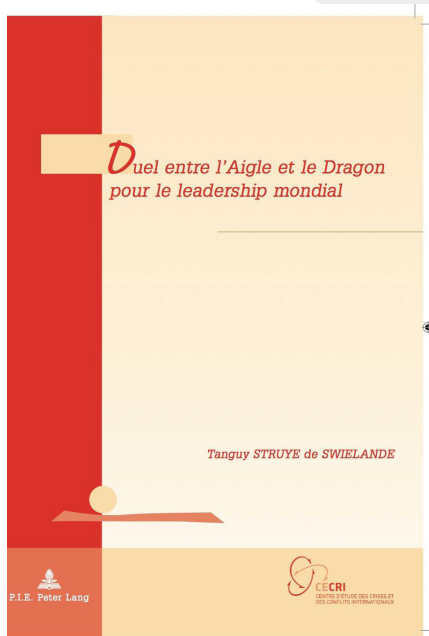 Duel entre l'Aigle et le Dragon
pour le leadership mondial
Tanguy STRUYE de SWIELANDE
P.I.E. Peter Lang
CECRI
CENTRE D'ÉTUDE DES CRISES ET
DES CONFLITS INTERNATIONAUX